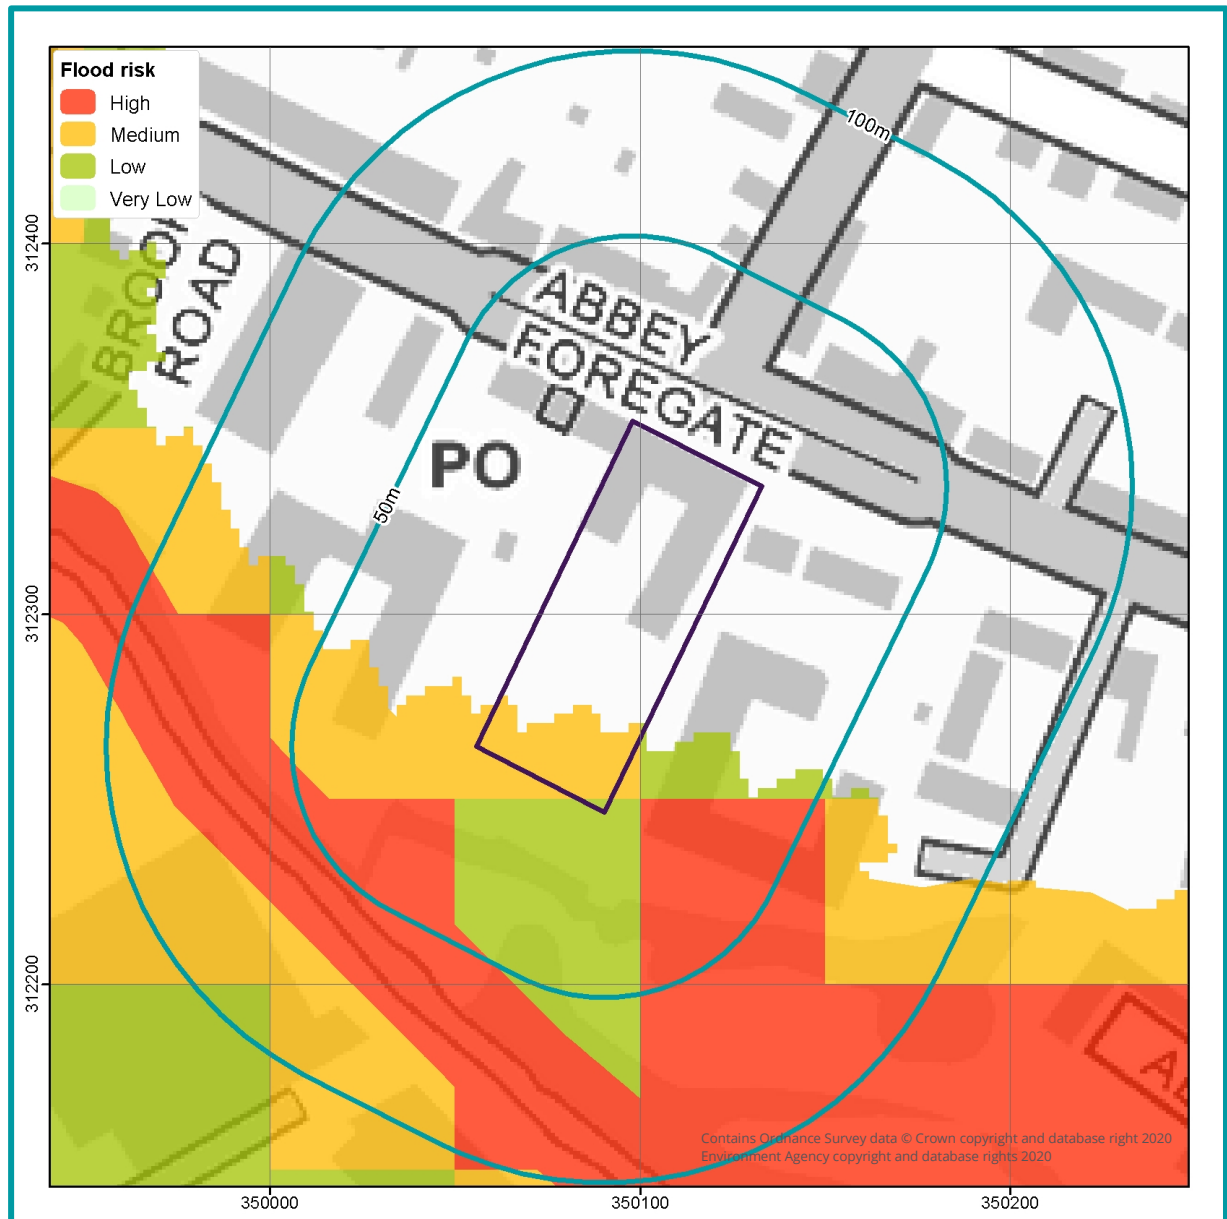 Flood risk
High
Medium
Low
Very Low
100m
312400
ROAD
ABBEY
FOREGATE
PO
50m
312300
312200
Contains Ordnance Survey data © Crown copyright and database right 2020
Environment Agency copyright and database rights 2020
350000
350100
350200